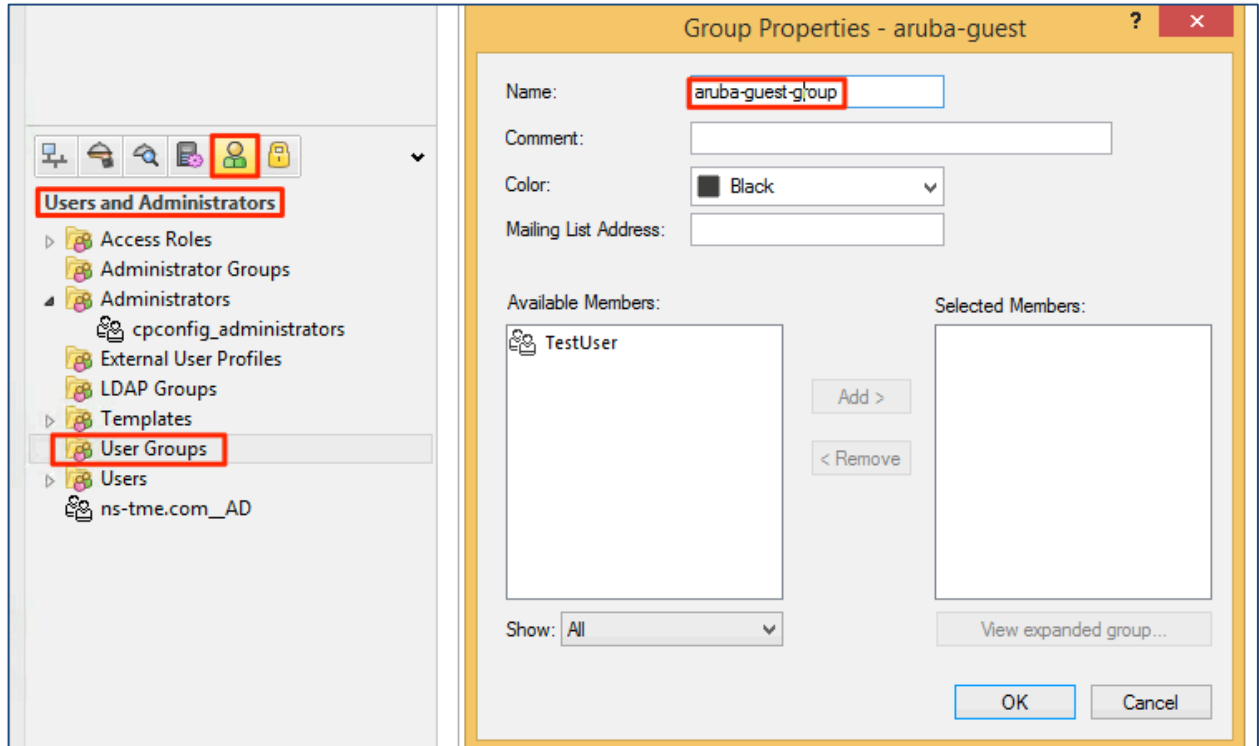 Users and Administrators
Access Roles
Administrator Groups
Administrators
cpconfig_administrators
External User Profiles
LDAP Groups
Templates
User Groups
Users
ns-tme.com__AD
Group Properties - aruba-guest
?
Name: aruba-guest-group
Comment:
Color: Black
Mailing List Address:
Available Members:
TestUser
Selected Members:
Add >
< Remove
Show: All
View expanded group...
OK
Cancel